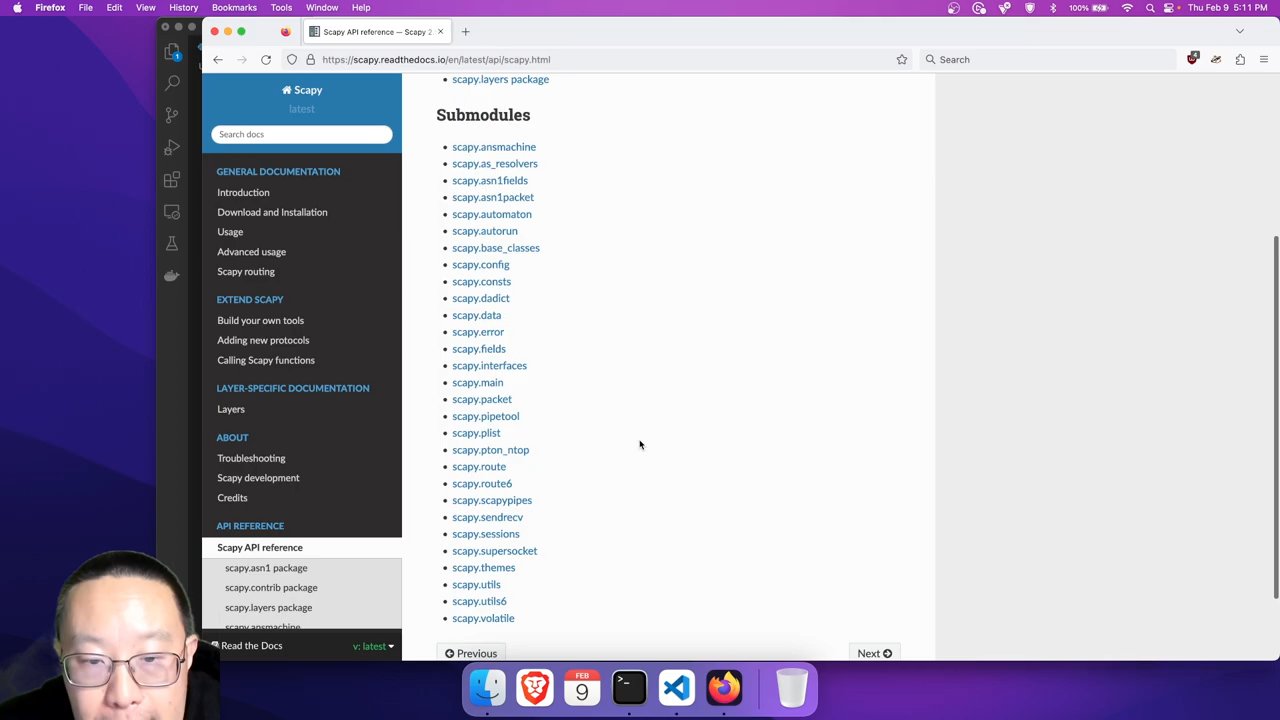 Bookmarks File Edit View History Bookmarks Tools Window Help 100% Thu Feb 9 5:11 PM
Scapy API reference — Scapy 2.
https://scapy.readthedocs.io/en/latest/api/scapy.html
Search
4
1
Scapy
latest
Search docs
GENERAL DOCUMENTATION
Introduction
Download and Installation
Usage
Advanced usage
Scapy routing
EXTEND SCAPY
Build your own tools
Adding new protocols
Calling Scapy functions
LAYER-SPECIFIC DOCUMENTATION
Layers
ABOUT
Troubleshooting
Scapy development
Credits
API REFERENCE
Scapy API reference
scapy.asn1 package
scapy.contrib package
scapy.layers package
scapy.ansmachine
Read the Docs v: latest
scapy.layers package
Submodules
scapy.ansmachine
scapy.as_resolvers
scapy.asn1fields
scapy.asn1packet
scapy.automaton
scapy.autorun
scapy.base_classes
scapy.config
scapy.consts
scapy.dadict
scapy.data
scapy.error
scapy.fields
scapy.interfaces
scapy.main
scapy.packet
scapy.pipetool
scapy.plist
scapy.pton_ntop
scapy.route
scapy.route6
scapy.scapypipes
scapy.sendrecv
scapy.sessions
scapy.supersocket
scapy.themes
scapy.utils
scapy.utils6
scapy.volatile
Previous
Next
FEB
9